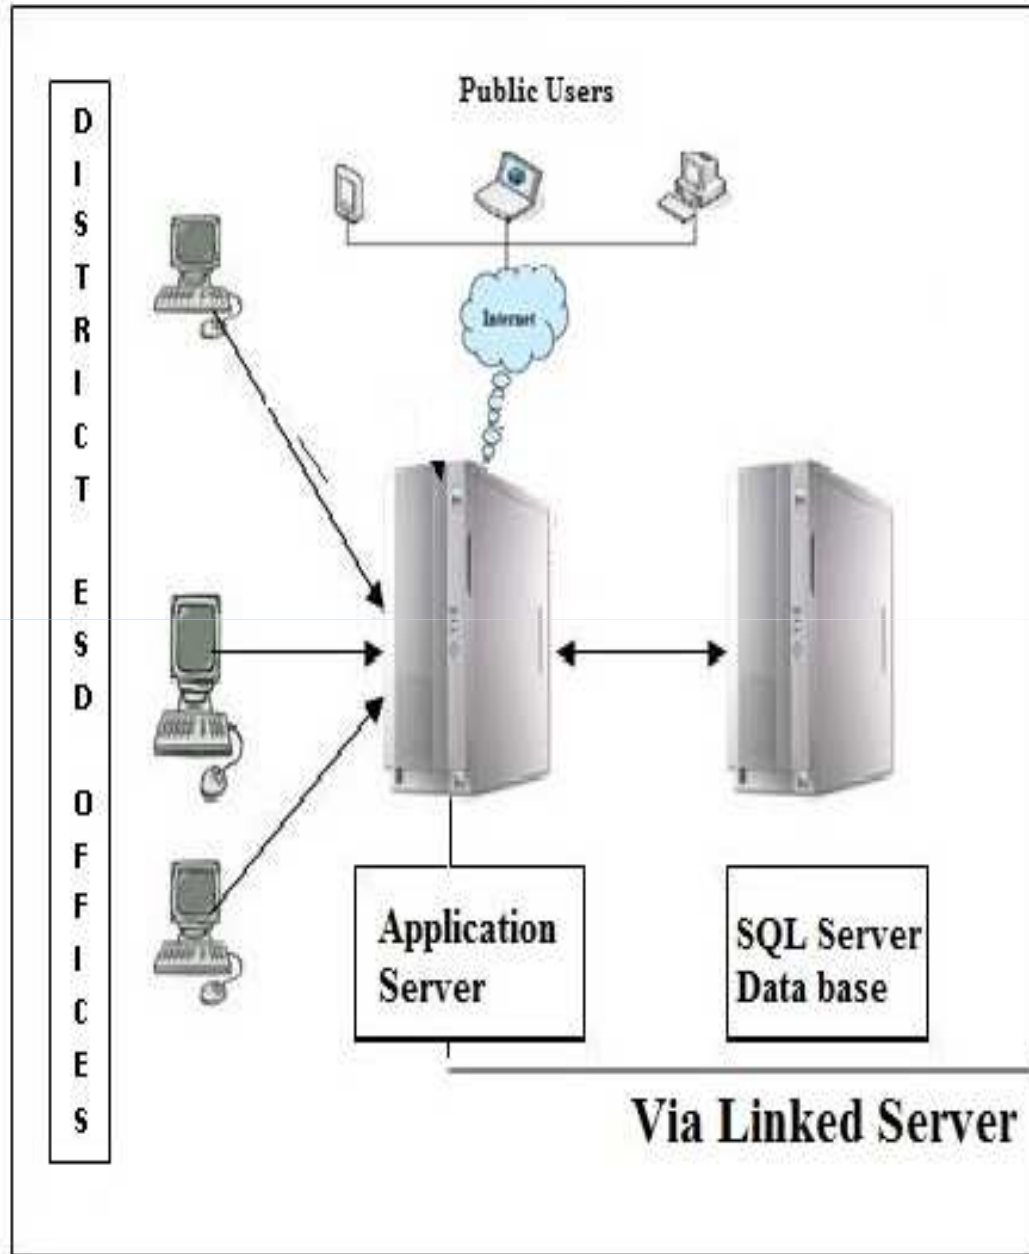 Public Users
DISTRICT ESD OFFICES
Internet
Application
Server
SQL Server
Data base
Via Linked Server